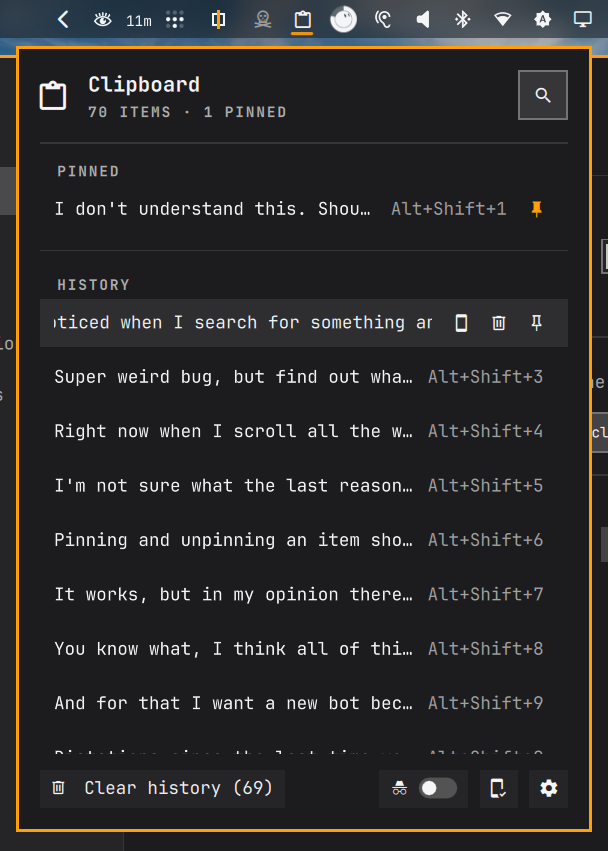 11m
Clipboard
70 ITEMS · 1 PINNED
PINNED
I don't understand this. Shou… Alt+Shift+1
HISTORY
ticed when I search for something ar
Super weird bug, but find out wha… Alt+Shift+3
Right now when I scroll all the w… Alt+Shift+4
I'm not sure what the last reason… Alt+Shift+5
Pinning and unpinning an item sho… Alt+Shift+6
It works, but in my opinion there… Alt+Shift+7
You know what, I think all of thi… Alt+Shift+8
And for that I want a new bot bec… Alt+Shift+9
Clear history (69)